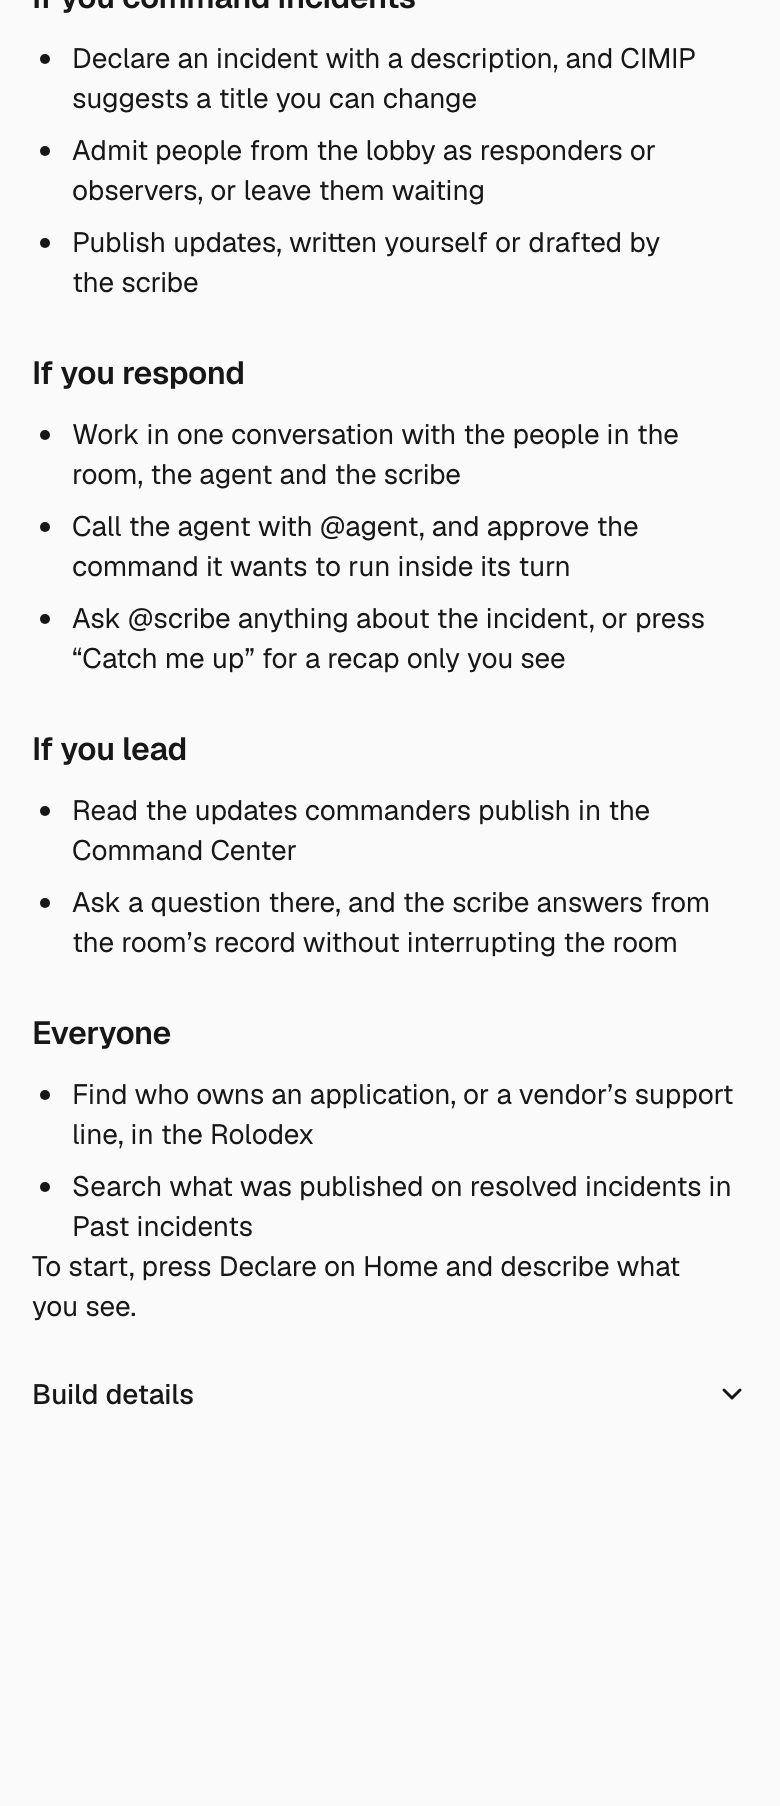 If you command incidents
Declare an incident with a description, and CIMIP
suggests a title you can change
Admit people from the lobby as responders or
observers, or leave them waiting
Publish updates, written yourself or drafted by
the scribe
If you respond
Work in one conversation with the people in the
room, the agent and the scribe
Call the agent with @agent, and approve the
command it wants to run inside its turn
Ask @scribe anything about the incident, or press
“Catch me up” for a recap only you see
If you lead
Read the updates commanders publish in the
Command Center
Ask a question there, and the scribe answers from
the room’s record without interrupting the room
Everyone
Find who owns an application, or a vendor’s support
line, in the Rolodex
Search what was published on resolved incidents in
Past incidents
To start, press Declare on Home and describe what
you see.
Build details